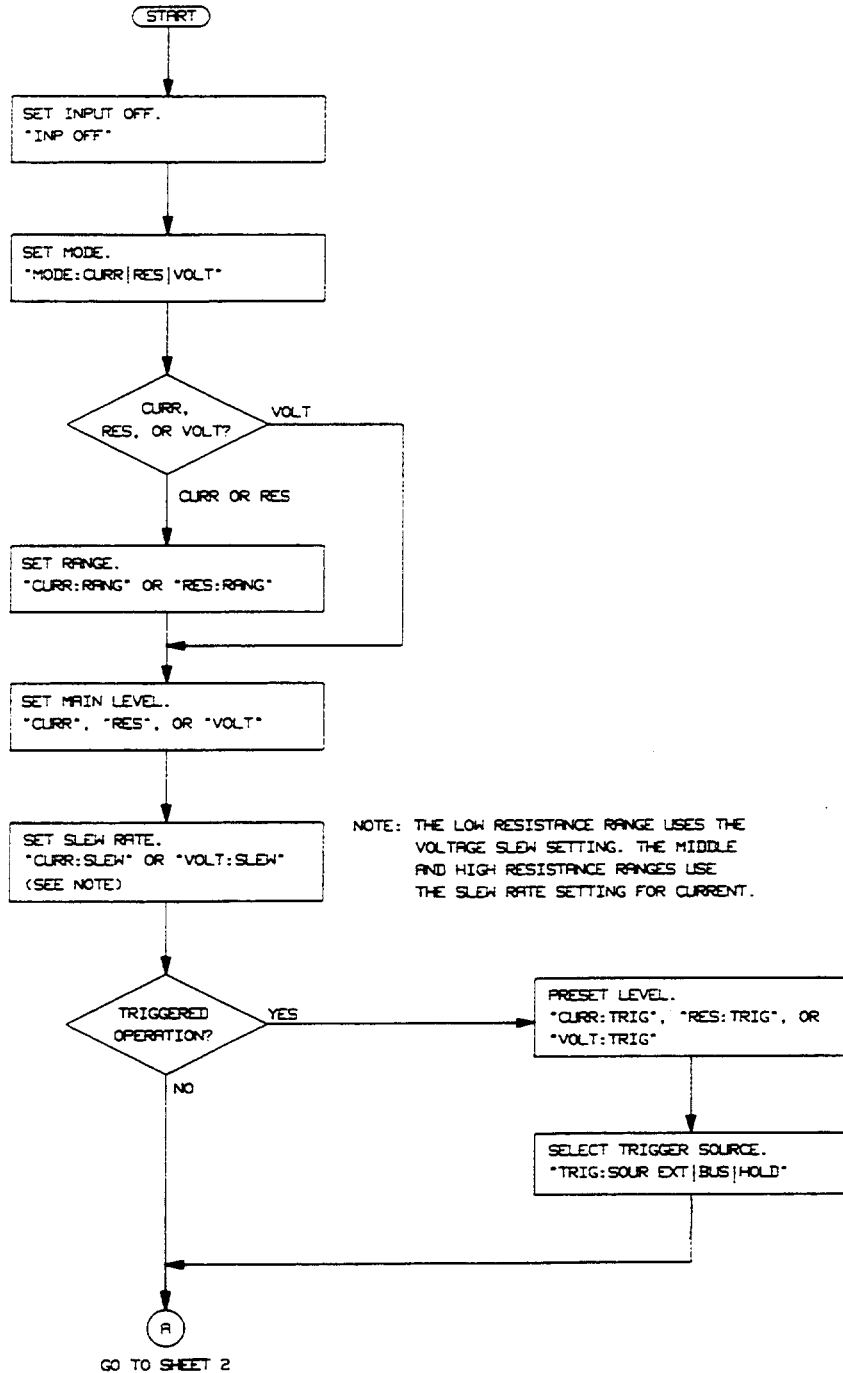 START
SET INPUT OFF.
"INP OFF"
SET MODE.
"MODE:CURR|RES|VOLT"
CURR,
RES, OR VOLT?
VOLT
CURR OR RES
SET RANGE.
"CURR:RANG" OR "RES:RANG"
SET MAIN LEVEL.
"CURR", "RES", OR "VOLT"
SET SLEW RATE.
"CURR:SLEW" OR "VOLT:SLEW"
(SEE NOTE)
NOTE: THE LOW RESISTANCE RANGE USES THE
VOLTAGE SLEW SETTING. THE MIDDLE
AND HIGH RESISTANCE RANGES USE
THE SLEW RATE SETTING FOR CURRENT.
TRIGGERED
OPERATION?
YES
NO
PRESET LEVEL.
"CURR:TRIG", "RES:TRIG", OR
"VOLT:TRIG"
SELECT TRIGGER SOURCE.
"TRIG:SOUR EXT|BUS|HOLD"
A
GO TO SHEET 2